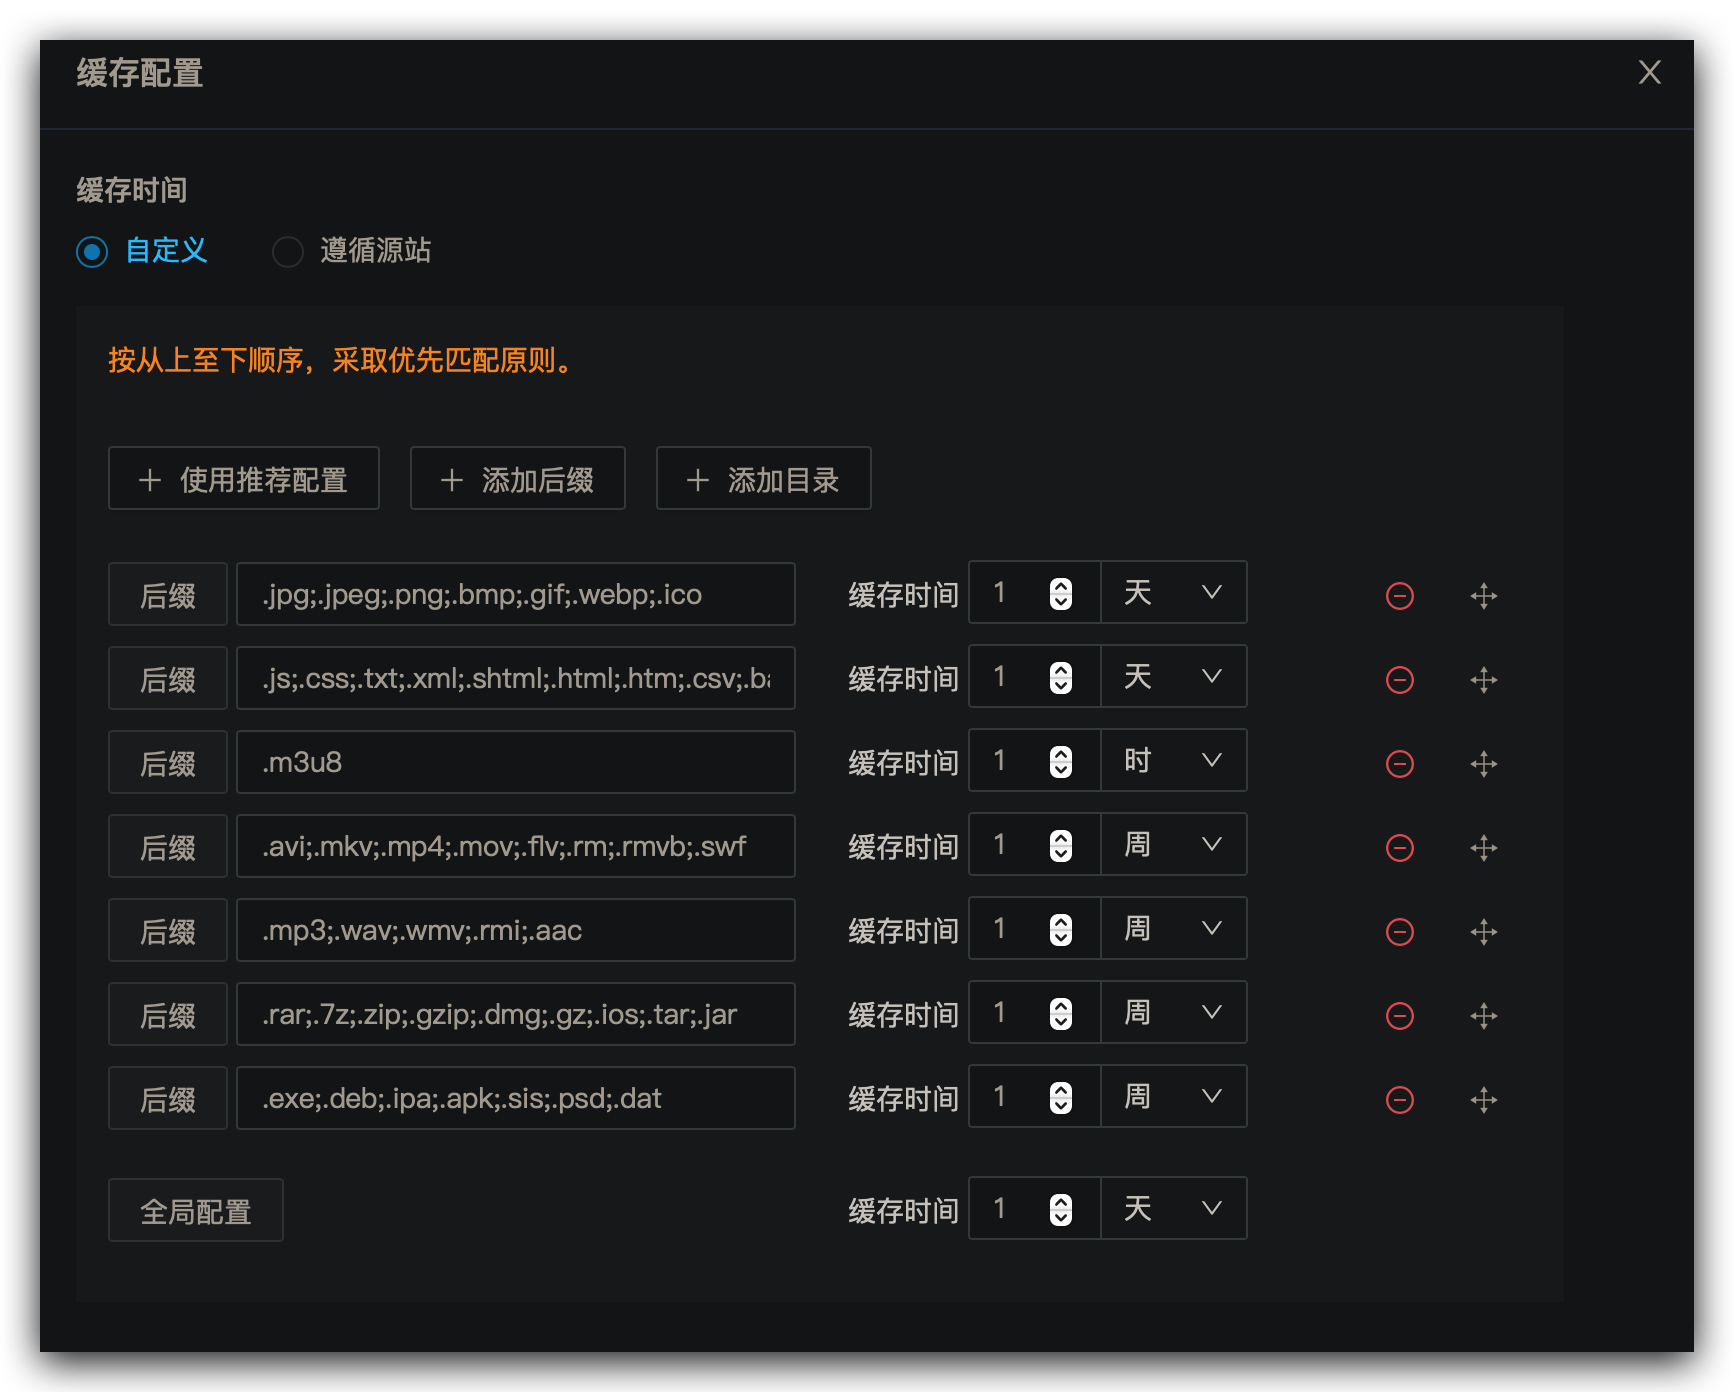 缓存配置
缓存时间
自定义 遵循源站
按从上至下顺序，采取优先匹配原则。
使用推荐配置 添加后缀 添加目录
后缀 .jpg;.jpeg;.png;.bmp;.gif;.webp;.ico 缓存时间 1 天
后缀 .js;.css;.txt;.xml;.shtml;.html;.htm;.csv;.ba 缓存时间 1 天
后缀 .m3u8 缓存时间 1 时
后缀 .avi;.mkv;.mp4;.mov;.flv;.rm;.rmvb;.swf 缓存时间 1 周
后缀 .mp3;.wav;.wmv;.rmi;.aac 缓存时间 1 周
后缀 .rar;.7z;.zip;.gzip;.dmg;.gz;.ios;.tar;.jar 缓存时间 1 周
后缀 .exe;.deb;.ipa;.apk;.sis;.psd;.dat 缓存时间 1 周
全局配置 缓存时间 1 天